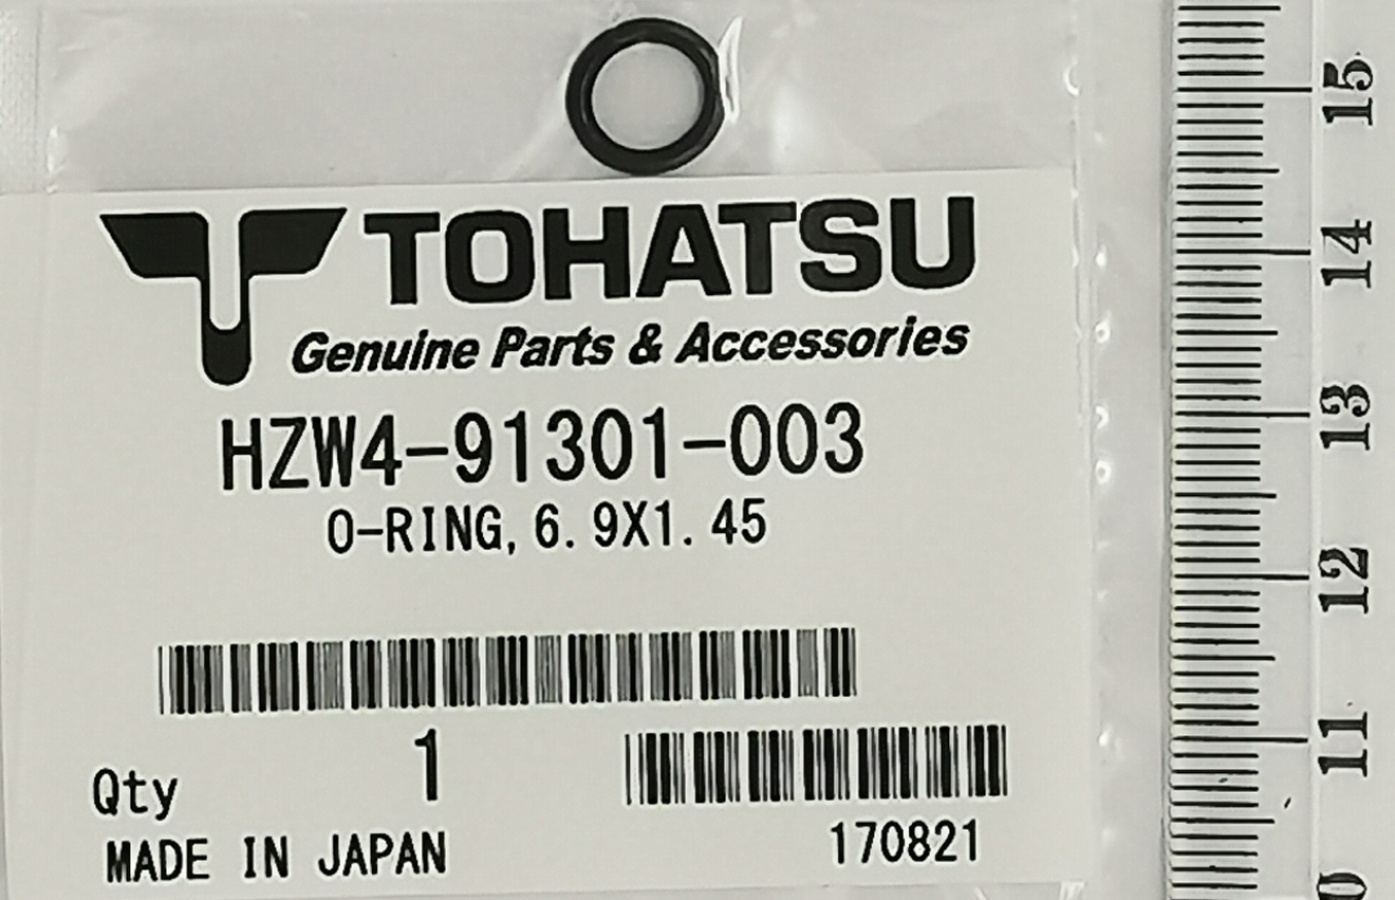 TOHATSU
Genuine Parts & Accessories
HZW4-91301-003
O-RING, 6.9X1.45
Qty 1
MADE IN JAPAN
170821
15
14
13
12
11
0